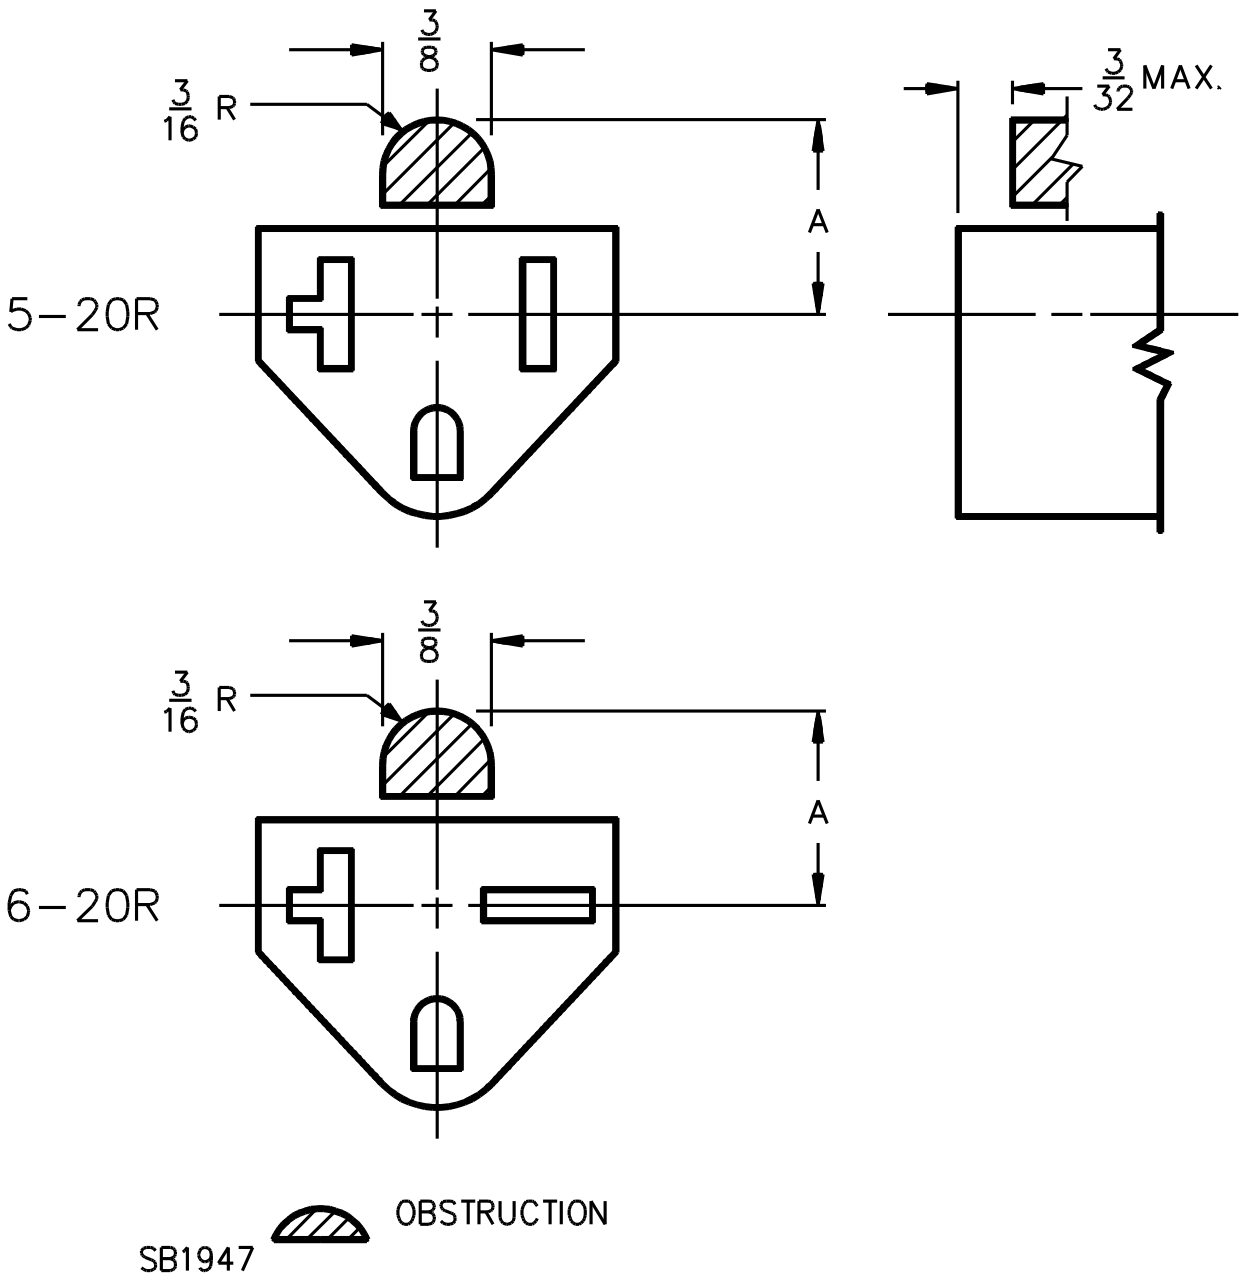 3/8
3/16 R
3/32 MAX.
A
5-20R
3/8
3/16 R
A
6-20R
OBSTRUCTION
SB1947